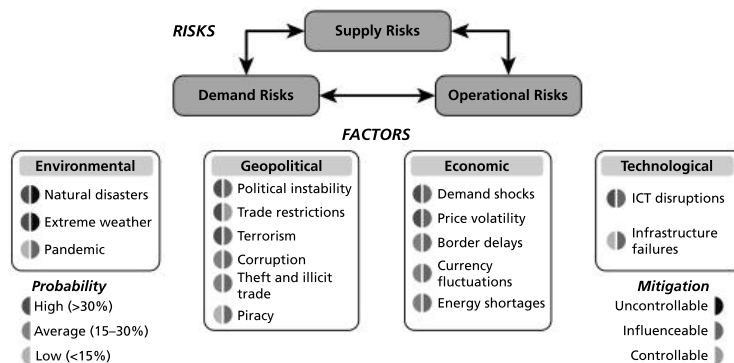 RISKS
Supply Risks
Demand Risks
Operational Risks
FACTORS
Environmental
Natural disasters
Extreme weather
Pandemic
Geopolitical
Political instability
Trade restrictions
Terrorism
Corruption
Theft and illicit
trade
Piracy
Economic
Demand shocks
Price volatility
Border delays
Currency
fluctuations
Energy shortages
Technological
ICT disruptions
Infrastructure
failures
Probability
High (>30%)
Average (15–30%)
Low (<15%)
Mitigation
Uncontrollable
Influenceable
Controllable